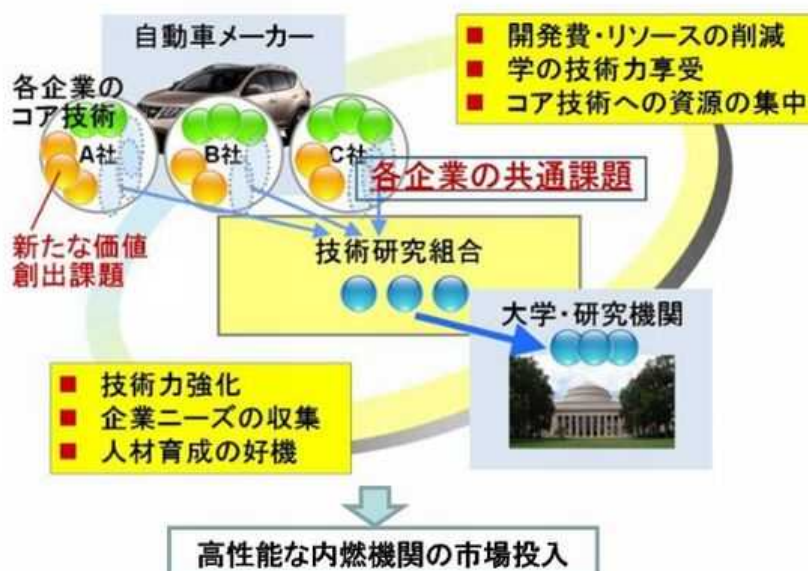 自動車メーカー
各企業の
コア技術
A社
B社
C社
■ 開発費・リソースの削減
■ 学の技術力享受
■ コア技術への資源の集中
各企業の共通課題
新たな価値
創出課題
技術研究組合
大学・研究機関
■ 技術力強化
■ 企業ニーズの収集
■ 人材育成の好機
高性能な内燃機関の市場投入